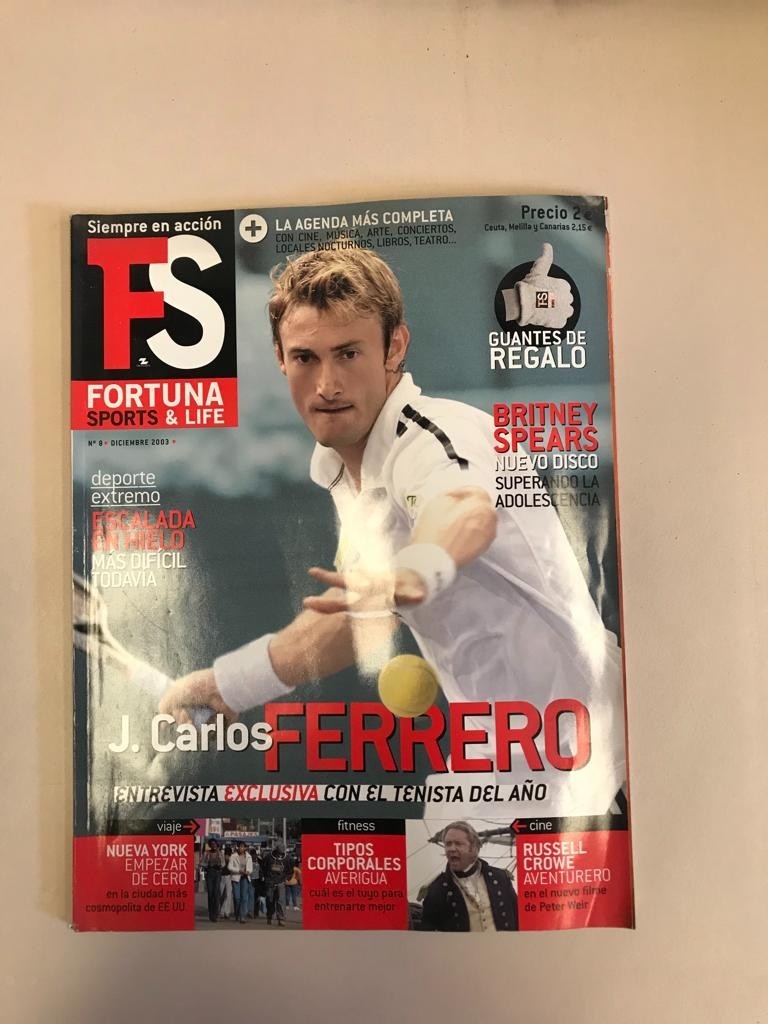 Siempre en acción
FS
FORTUNA
SPORTS & LIFE
Nº 8 • DICIEMBRE 2003 •
+
LA AGENDA MÁS COMPLETA
CON CINE, MÚSICA, ARTE, CONCIERTOS,
LOCALES NOCTURNOS, LIBROS, TEATRO...
Precio 2 €
Ceuta, Melilla y Canarias 2,15 €
FS
GUANTES DE
REGALO
BRITNEY
SPEARS
NUEVO DISCO
SUPERANDO LA
ADOLESCENCIA
deporte
extremo
ESCALADA
EN HIELO
MÁS DIFÍCIL
TODAVÍA
J. Carlos FERRERO
ENTREVISTA EXCLUSIVA CON EL TENISTA DEL AÑO
viaje
NUEVA YORK
EMPEZAR
DE CERO
en la ciudad más
cosmopolita de EE UU.
fitness
TIPOS
CORPORALES
AVERIGUA
cuál es el tuyo para
entrenarte mejor
cine
RUSSELL
CROWE
AVENTURERO
en el nuevo filme
de Peter Weir